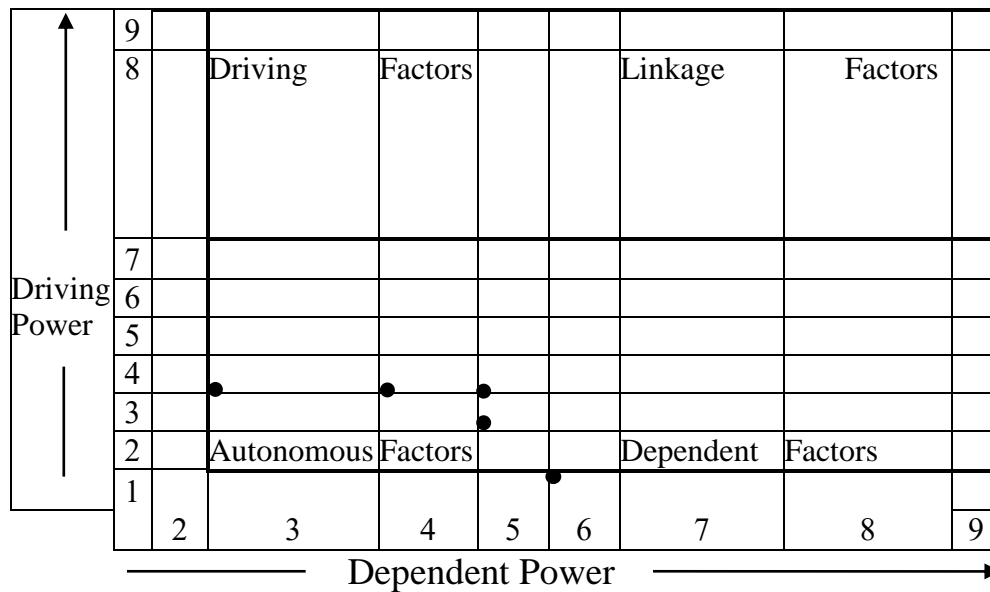 9
8 Driving Factors Linkage Factors
7
Driving 6
Power 5
4
3
2 Autonomous Factors Dependent Factors
1
2 3 4 5 6 7 8 9
Dependent Power